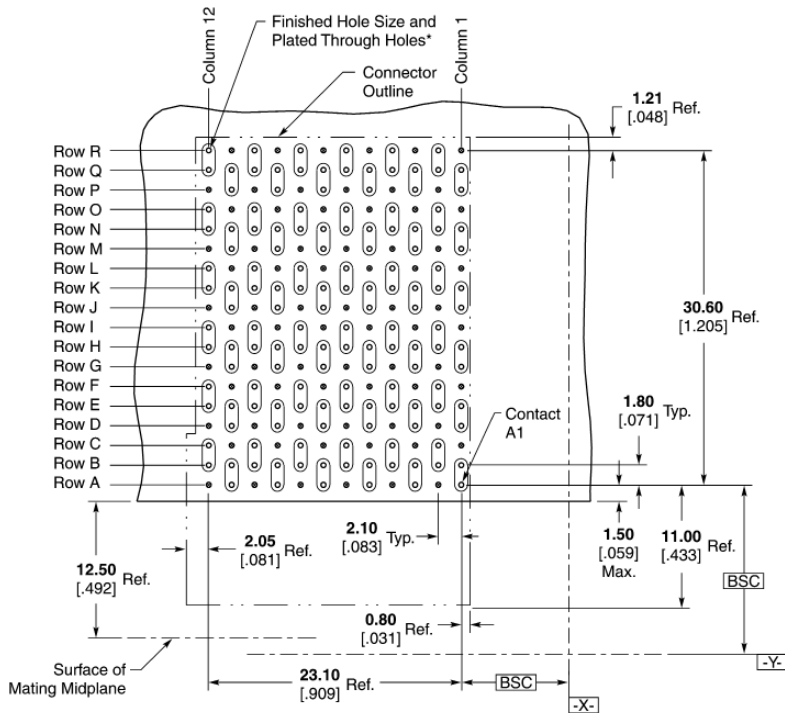 Column 12
Finished Hole Size and
Plated Through Holes*
Column 1
Connector
Outline
1.21
[.048]
Ref.
Row R
Row Q
Row P
Row O
Row N
Row M
Row L
Row K
Row J
Row I
Row H
Row G
Row F
Row E
Row D
Row C
Row B
Row A
30.60
[1.205]
Ref.
1.80
[.071]
Typ.
Contact
A1
2.05
[.081]
Ref.
2.10
[.083]
Typ.
1.50
[.059]
Max.
11.00
[.433]
Ref.
12.50
[.492]
Ref.
BSC
0.80
[.031]
Ref.
Surface of
Mating Midplane
23.10
[.909]
Ref.
BSC
-Y-
-X-